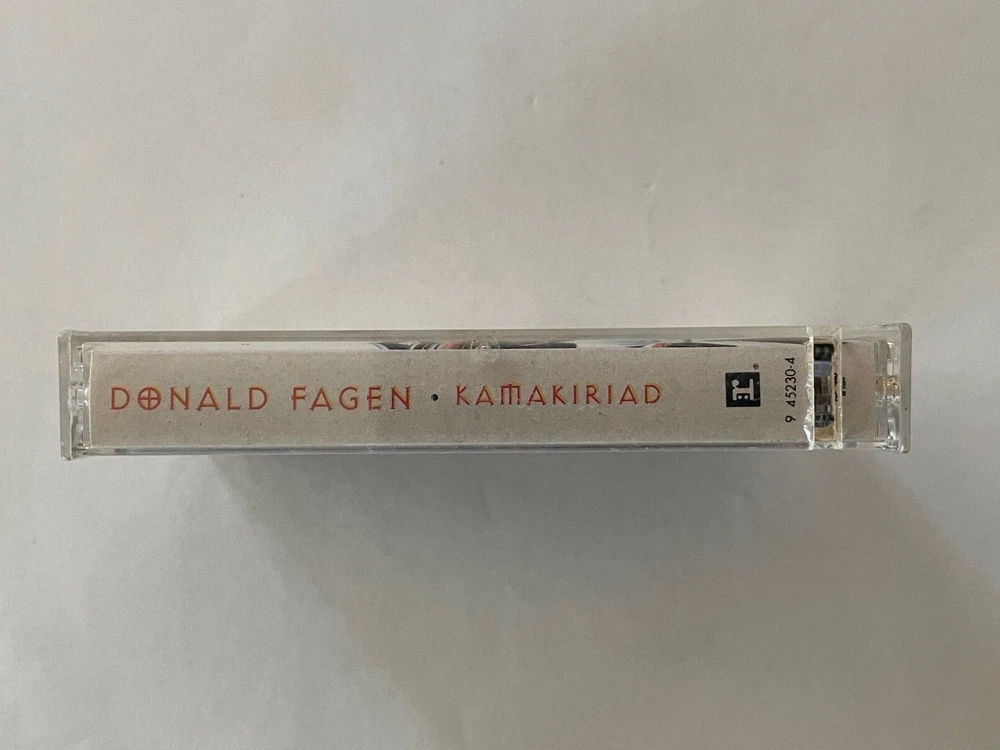 DONALD FAGEN • KAMAKIRIAD
r:
®
9 45230-4